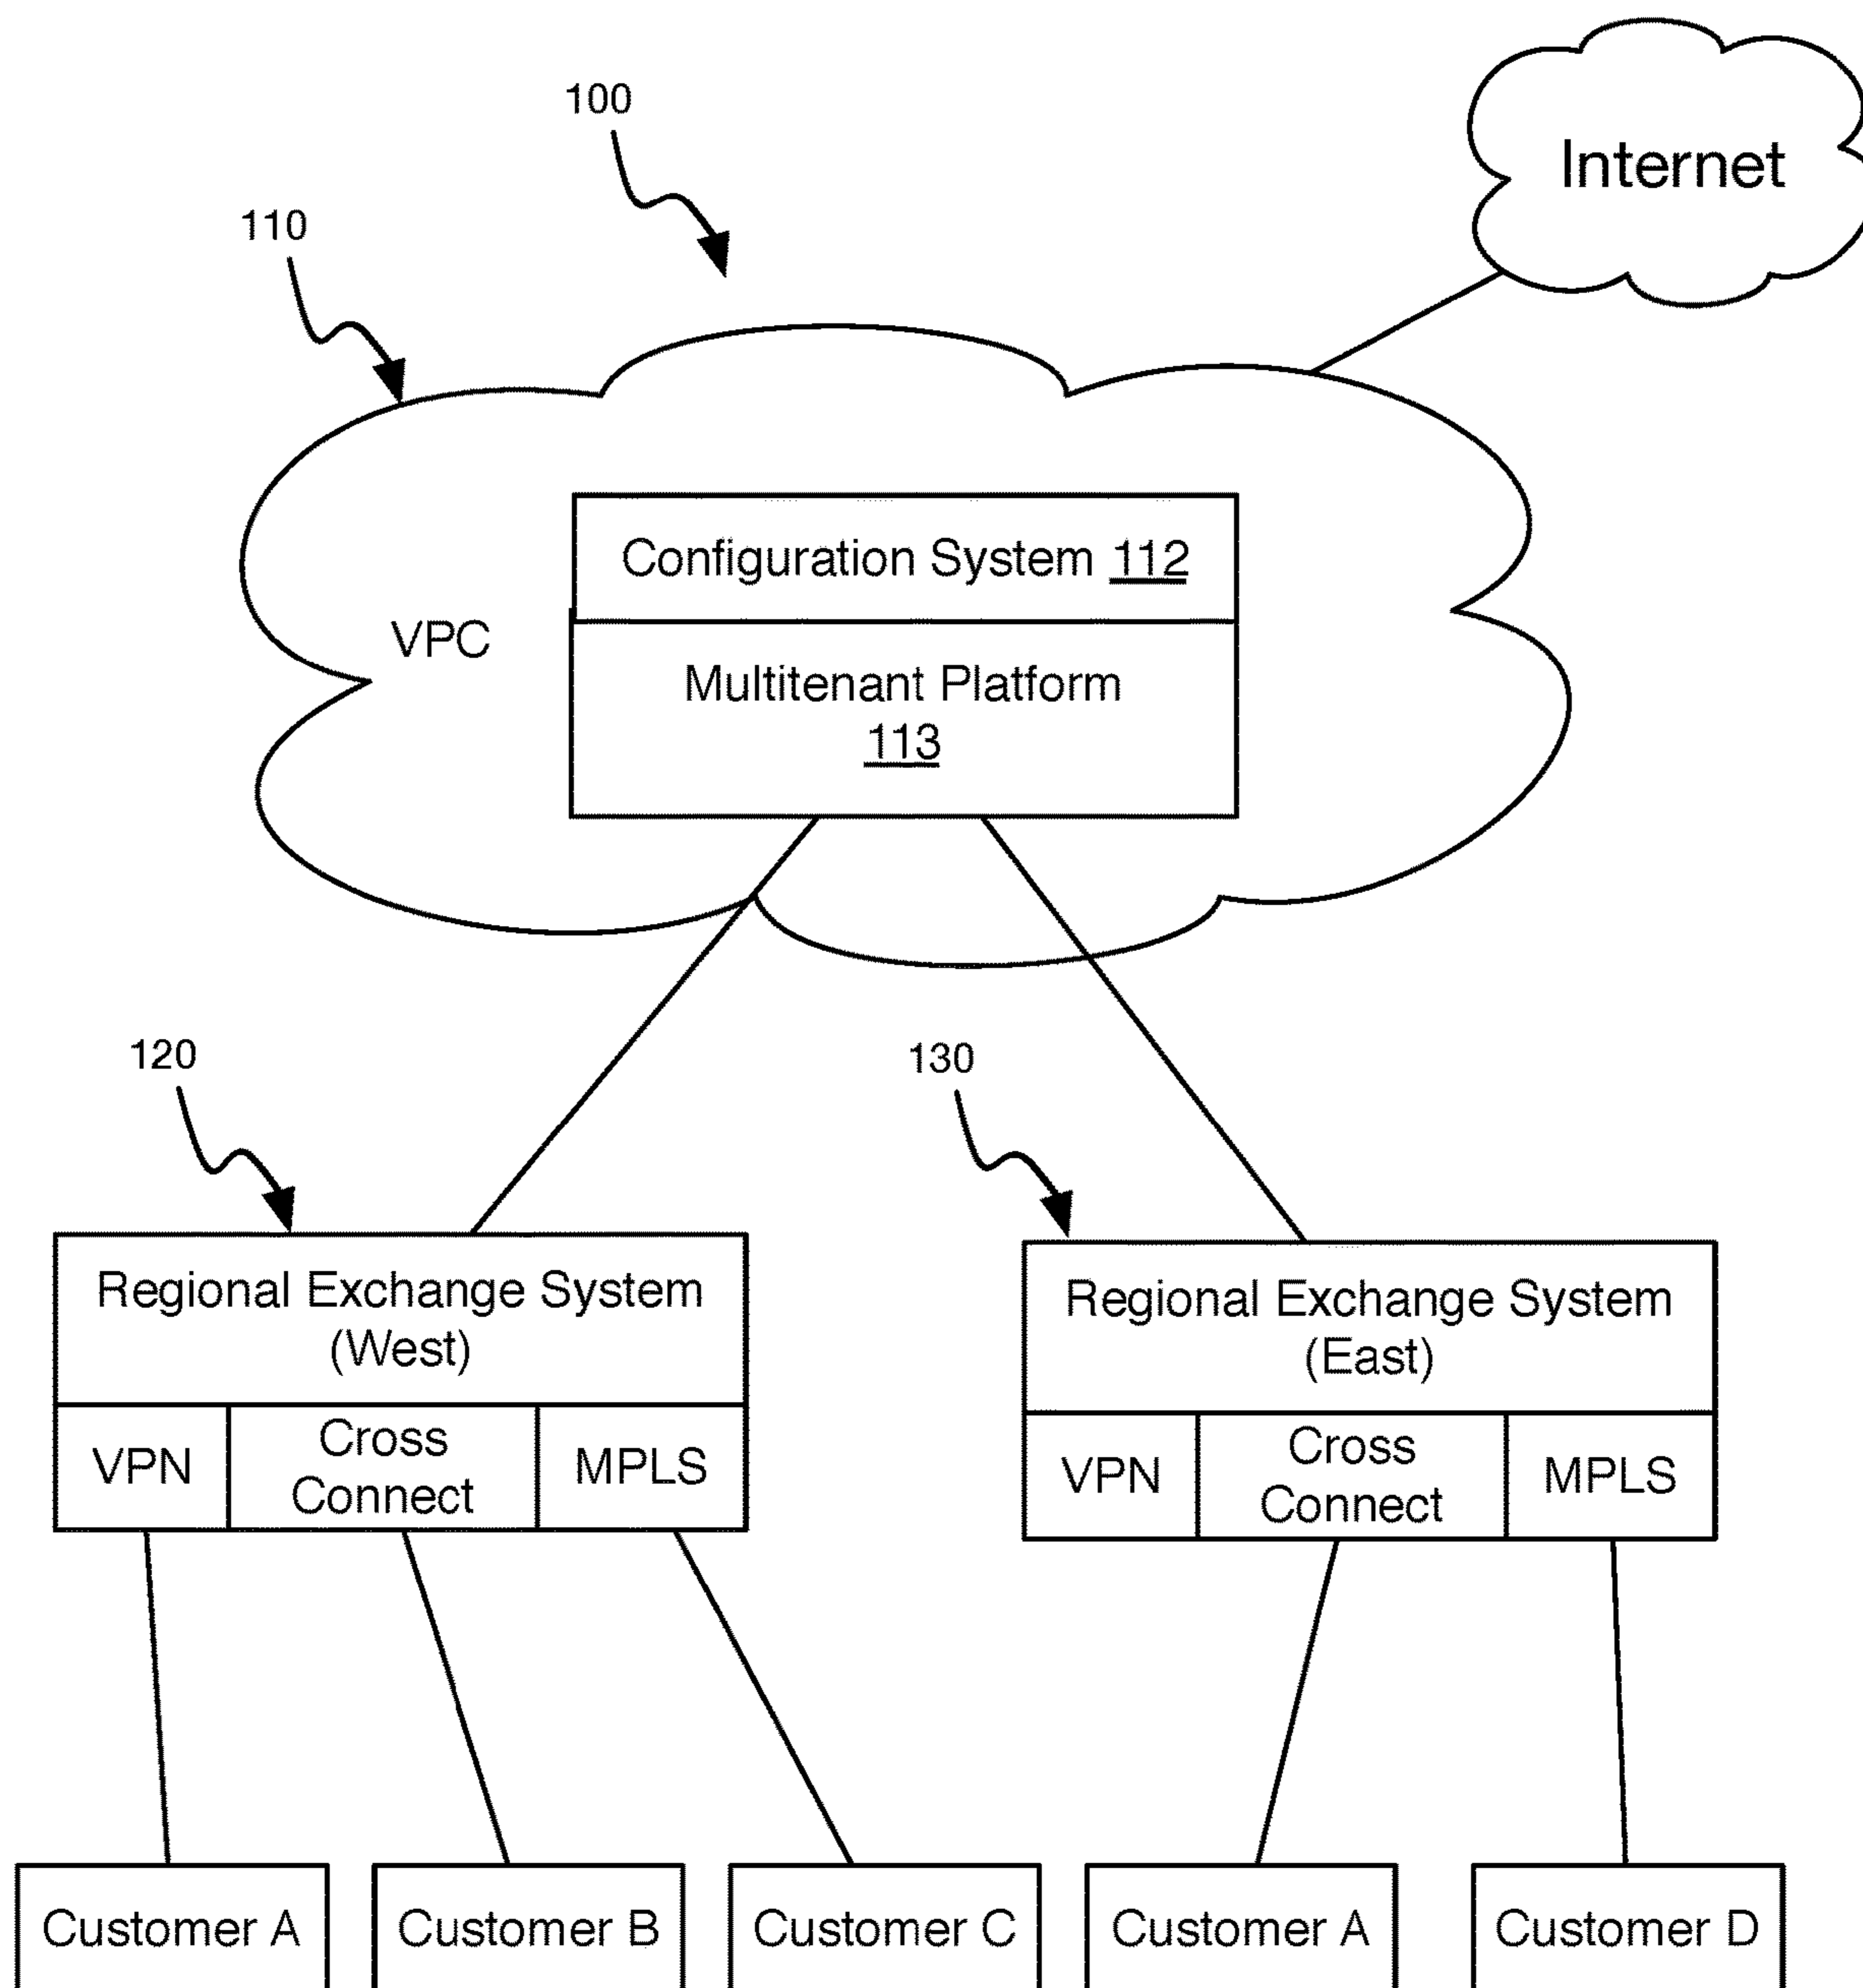 100
Internet
110
Configuration System 112
VPC
Multitenant Platform
113
120
130
Regional Exchange System
(West)
VPN
Cross
Connect
MPLS
Regional Exchange System
(East)
VPN
Cross
Connect
MPLS
Customer A
Customer B
Customer C
Customer A
Customer D